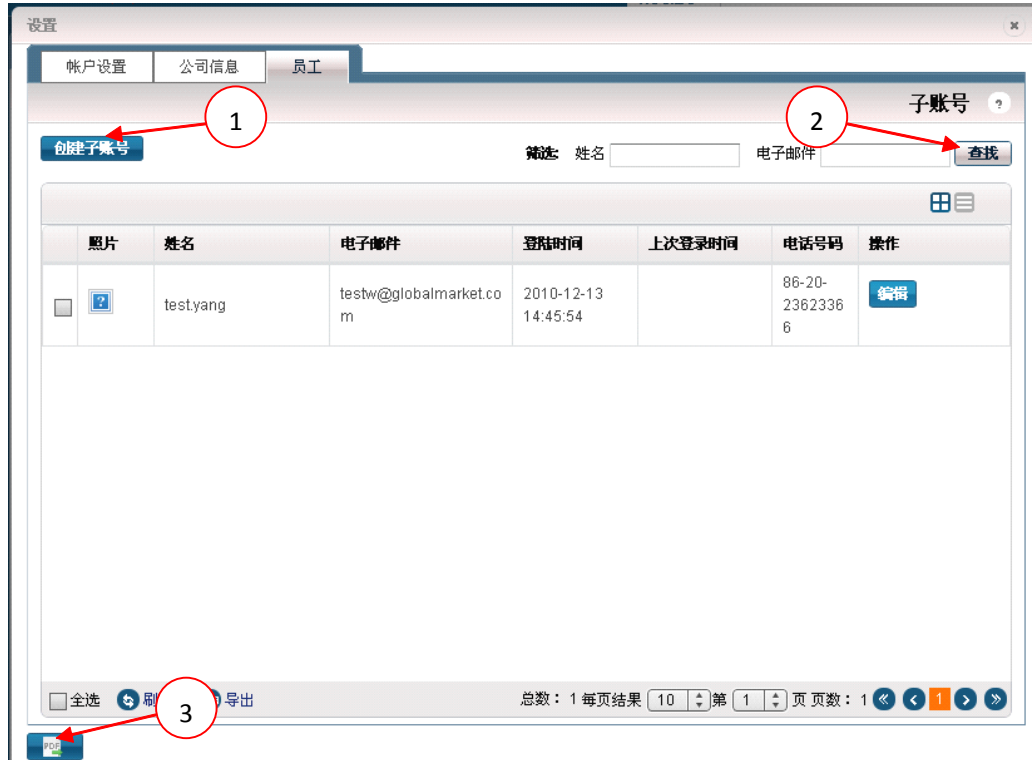 设置
帐户设置 公司信息 员工
子账号 ?
1
2
创建子账号 筛选: 姓名 电子邮件 查找
照片 姓名 电子邮件 登陆时间 上次登录时间 电话号码 操作
? test.yang testw@globalmarket.co 2010-12-13 86-20- 编辑
m 14:45:54 2362336
6
全选 刷 导出 总数：1 每页结果 10 第 1 页 页数：1 1
3
PDF